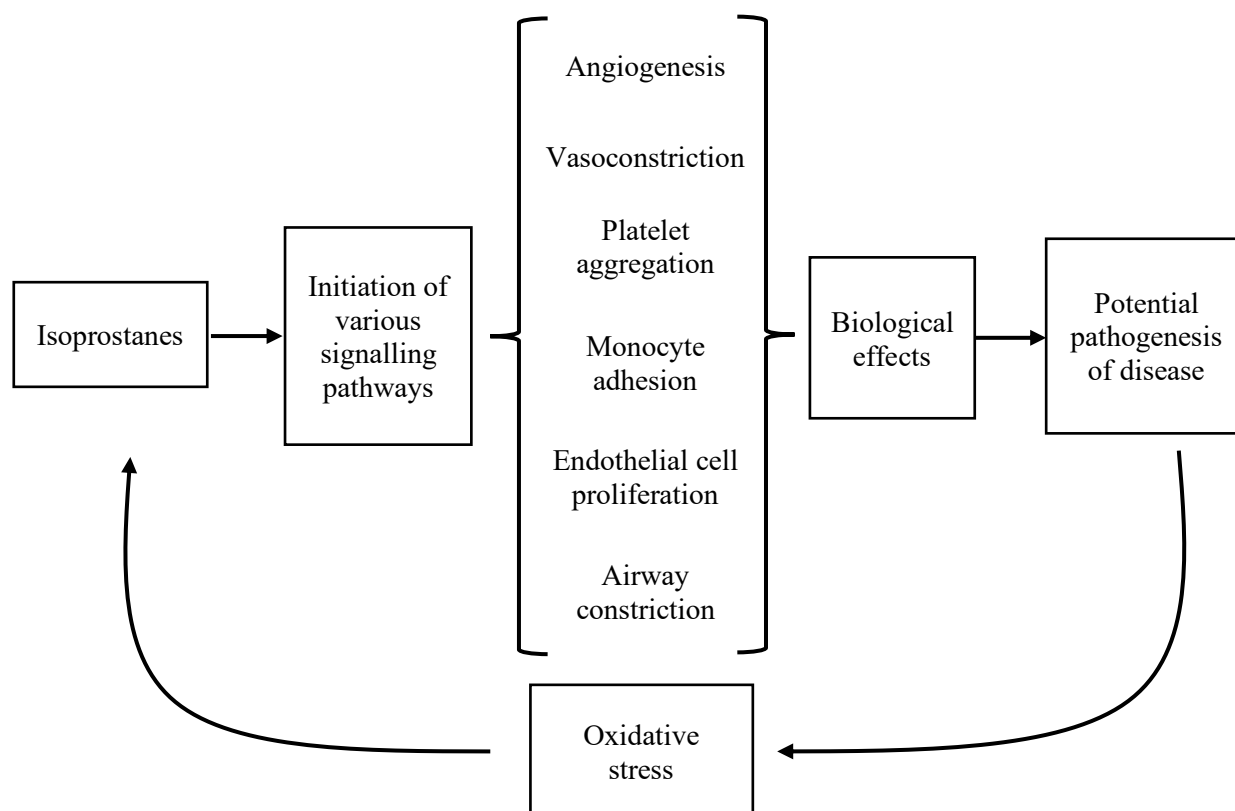 Isoprostanes
Initiation of
various
signalling
pathways
Angiogenesis
Vasoconstriction
Platelet
aggregation
Monocyte
adhesion
Endothelial cell
proliferation
Airway
constriction
Biological
effects
Potential
pathogenesis
of disease
Oxidative
stress